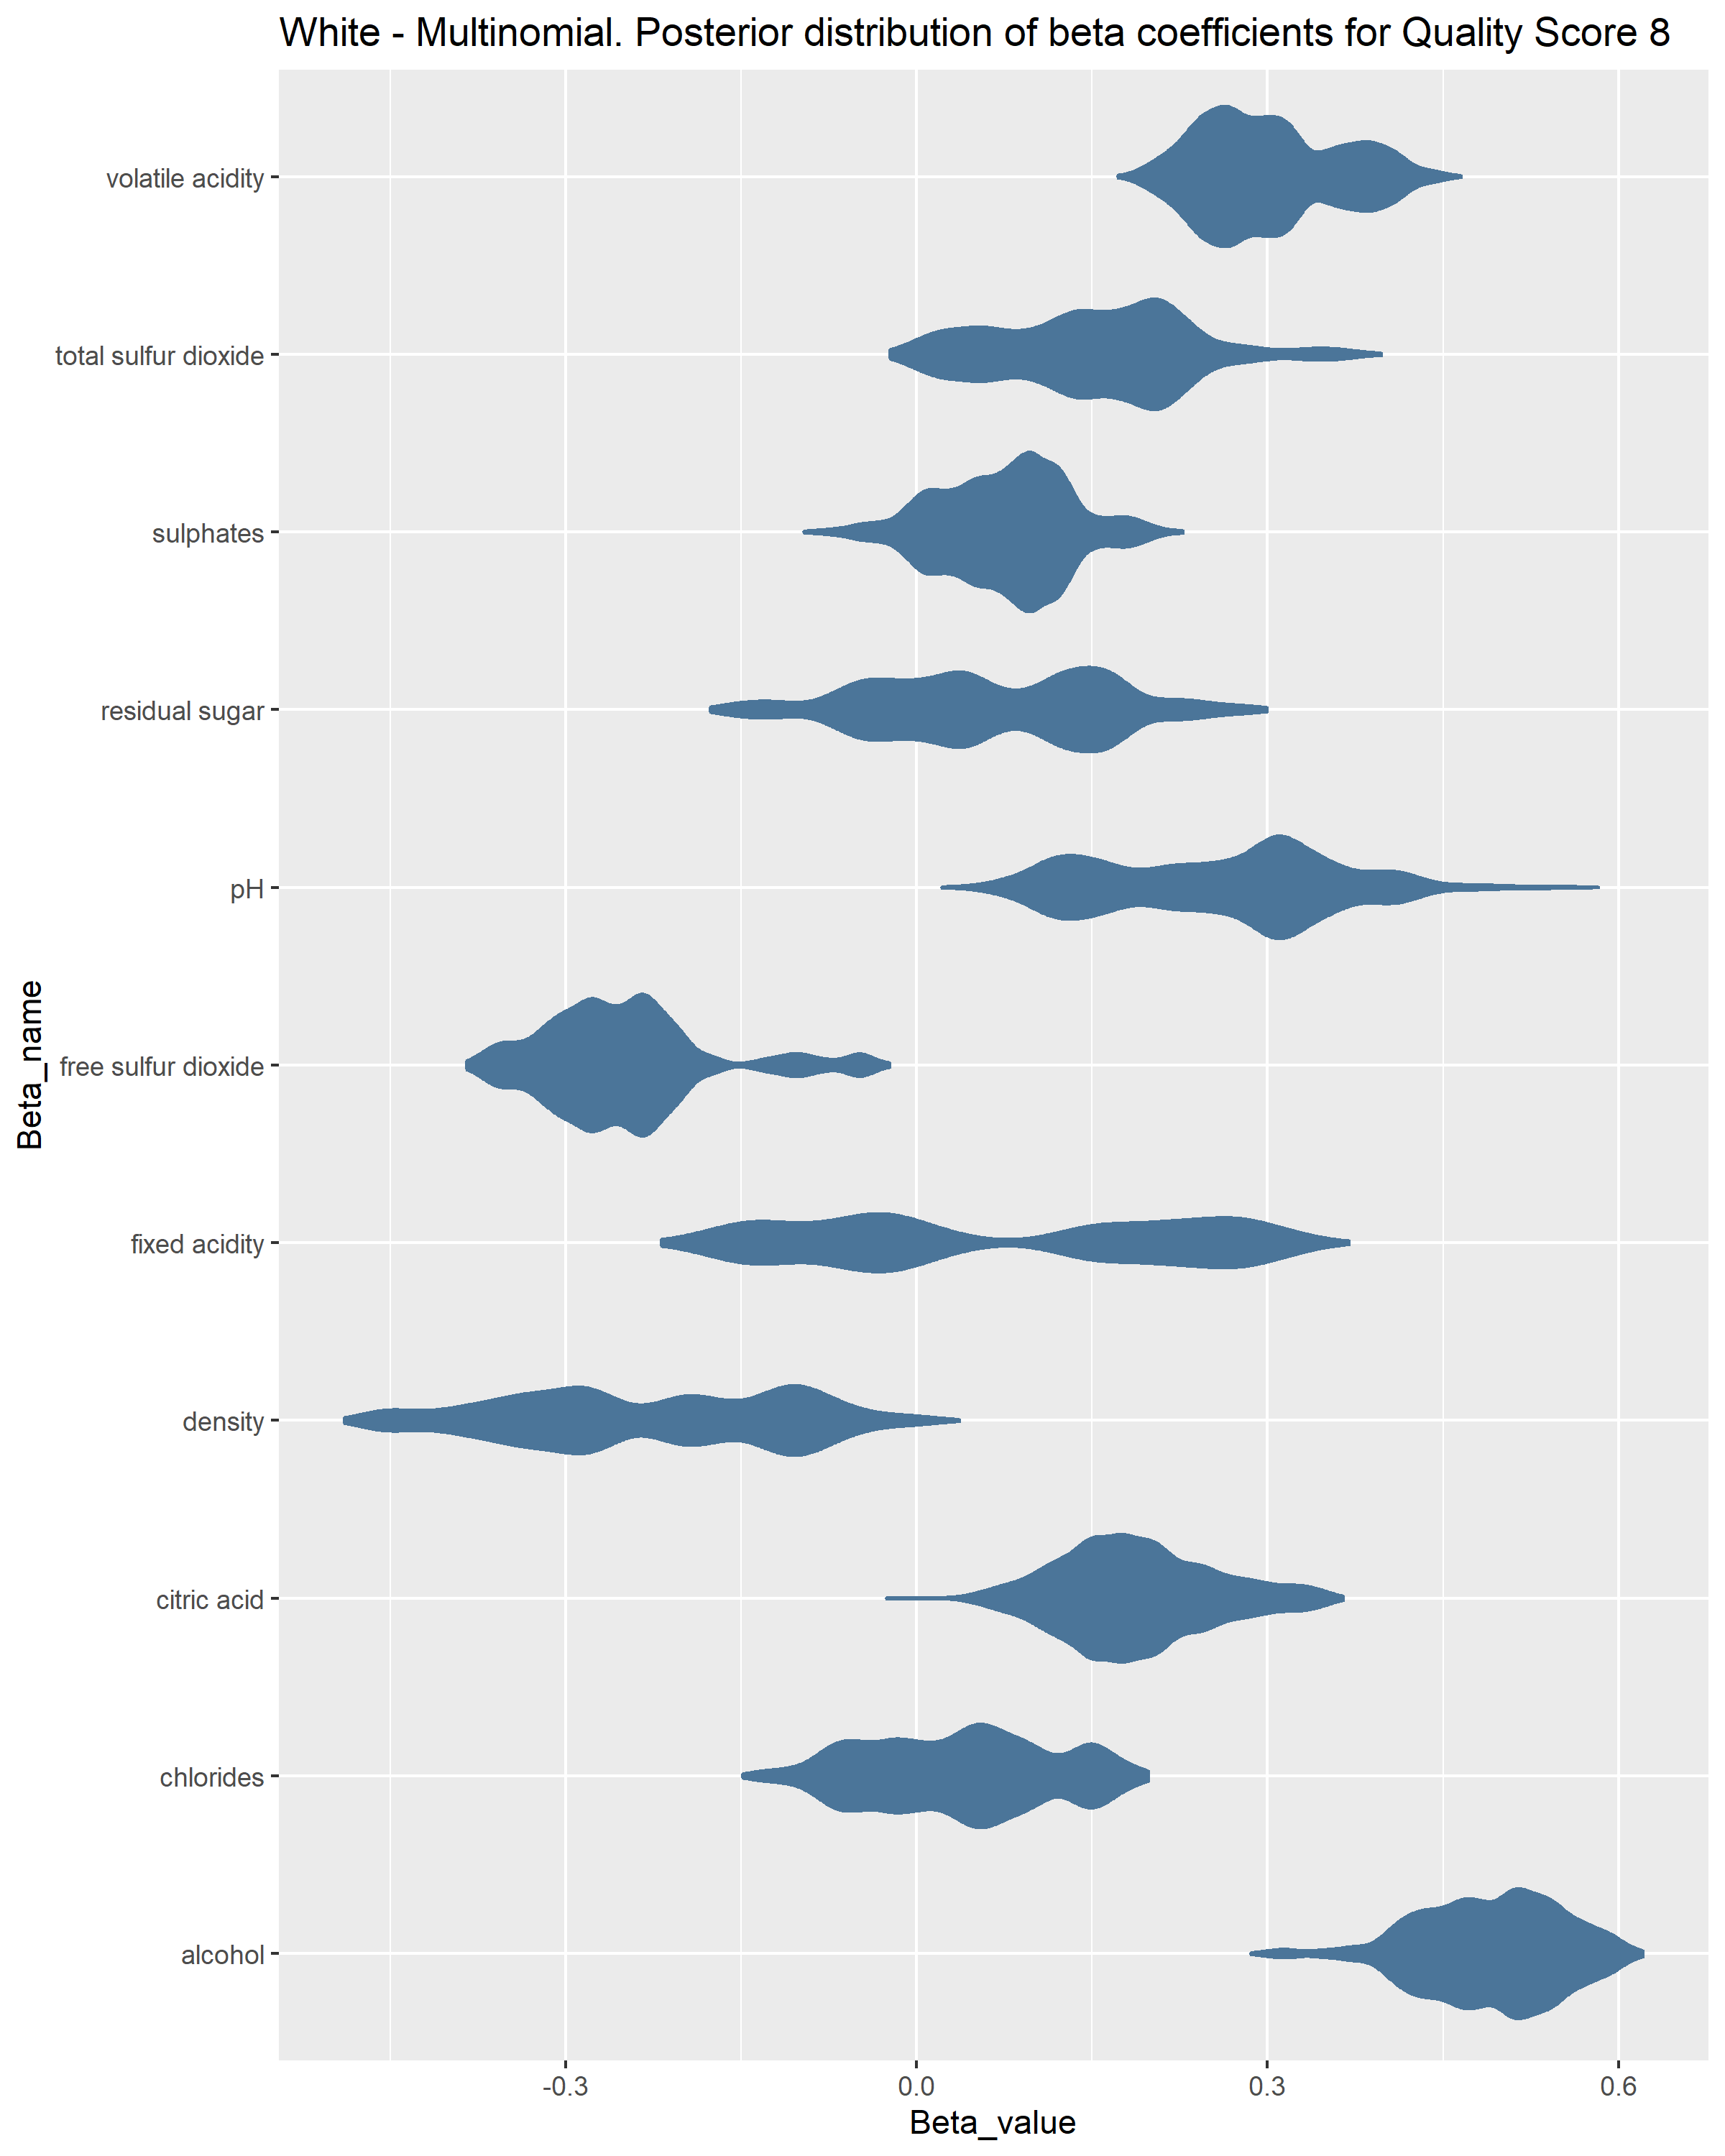 White - Multinomial. Posterior distribution of beta coefficients for Quality Score 8
volatile acidity
total sulfur dioxide
sulphates
residual sugar
pH
free sulfur dioxide
fixed acidity
density
citric acid
chlorides
alcohol
Beta_name
-0.3 0.0 0.3 0.6
Beta_value